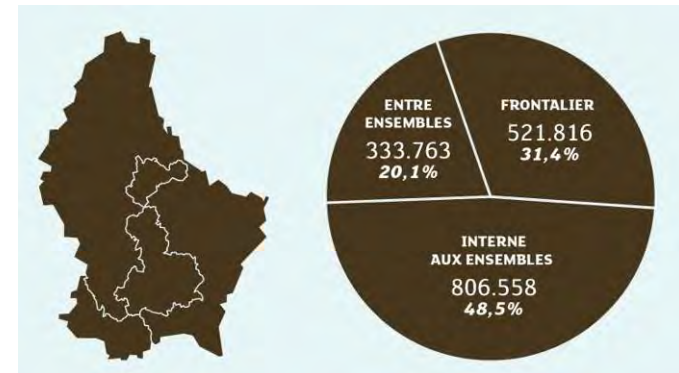 ENTRE
ENSEMBLES
333.763
20,1%
FRONTALIER
521.816
31,4%
INTERNE
AUX ENSEMBLES
806.558
48,5%